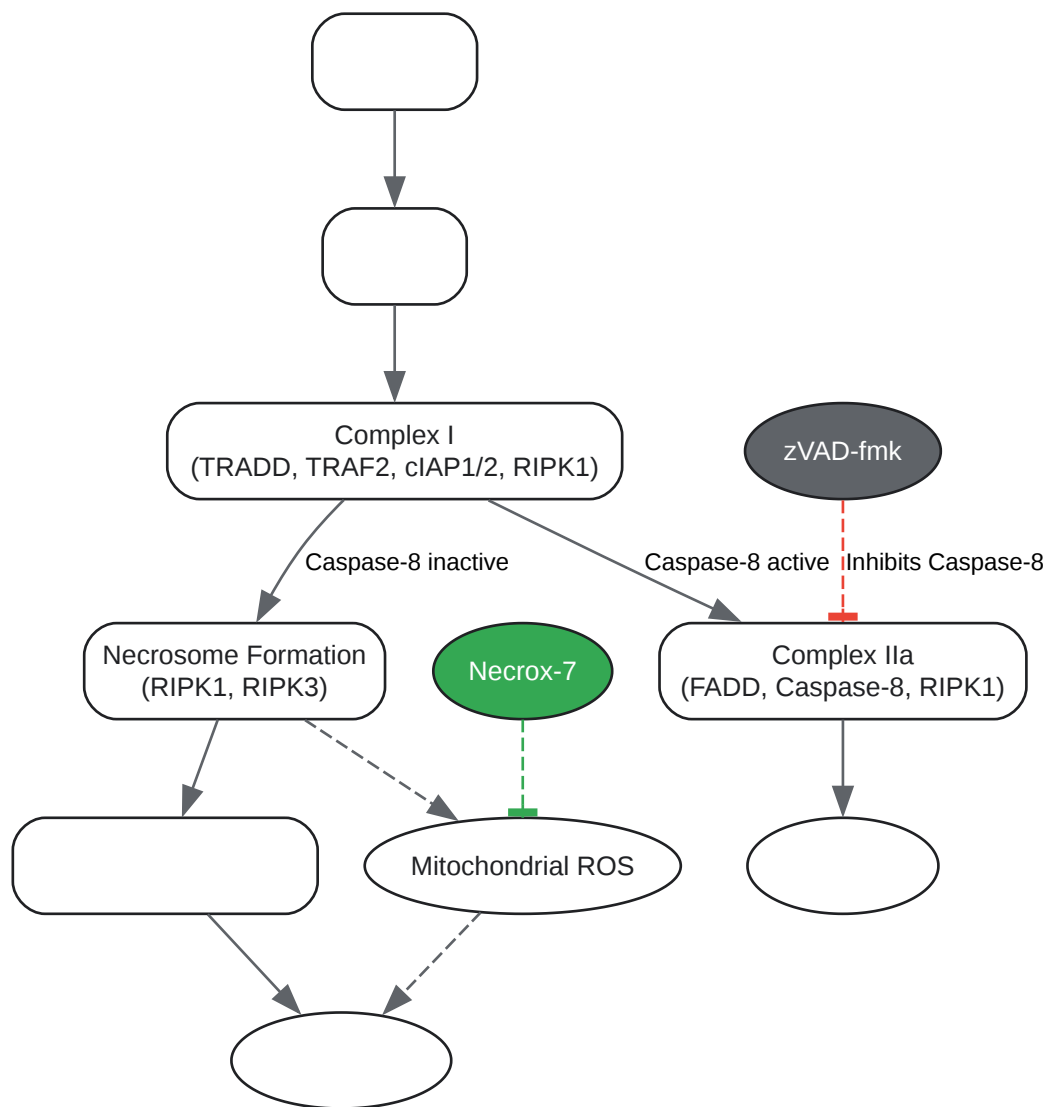 Complex I
(TRADD, TRAF2, cIAP1/2, RIPK1)
zVAD-fmk
Caspase-8 inactive
Caspase-8 active
Inhibits Caspase-8
Necrosome Formation
(RIPK1, RIPK3)
Necrox-7
Complex IIa
(FADD, Caspase-8, RIPK1)
Mitochondrial ROS